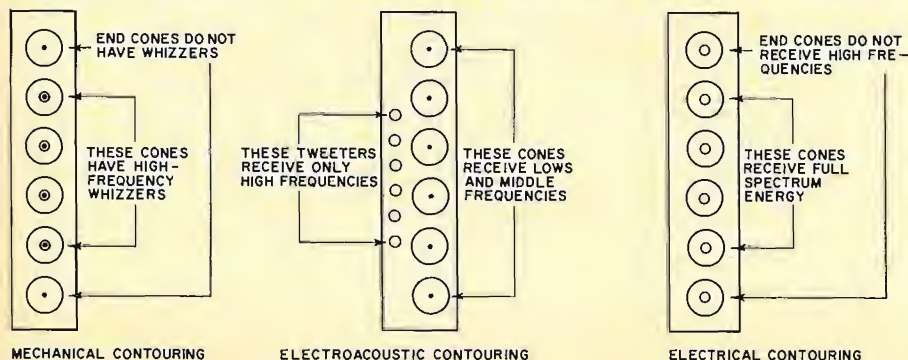 END CONES DO NOT
HAVE WHIZZERS
THESE CONES
HAVE HIGH-
FREQUENCY
WHIZZERS
MECHANICAL CONTOURING
THESE TWEETERS
RECEIVE ONLY
HIGH FREQUENCIES
THESE CONES
RECEIVE LOWS
AND MIDDLE
FREQUENCIES
ELECTROACOUSTIC CONTOURING
END CONES DO NOT
RECEIVE HIGH FRE-
QUENCIES
THESE CONES
RECEIVE FULL
SPECTRUM
ENERGY
ELECTRICAL CONTOURING